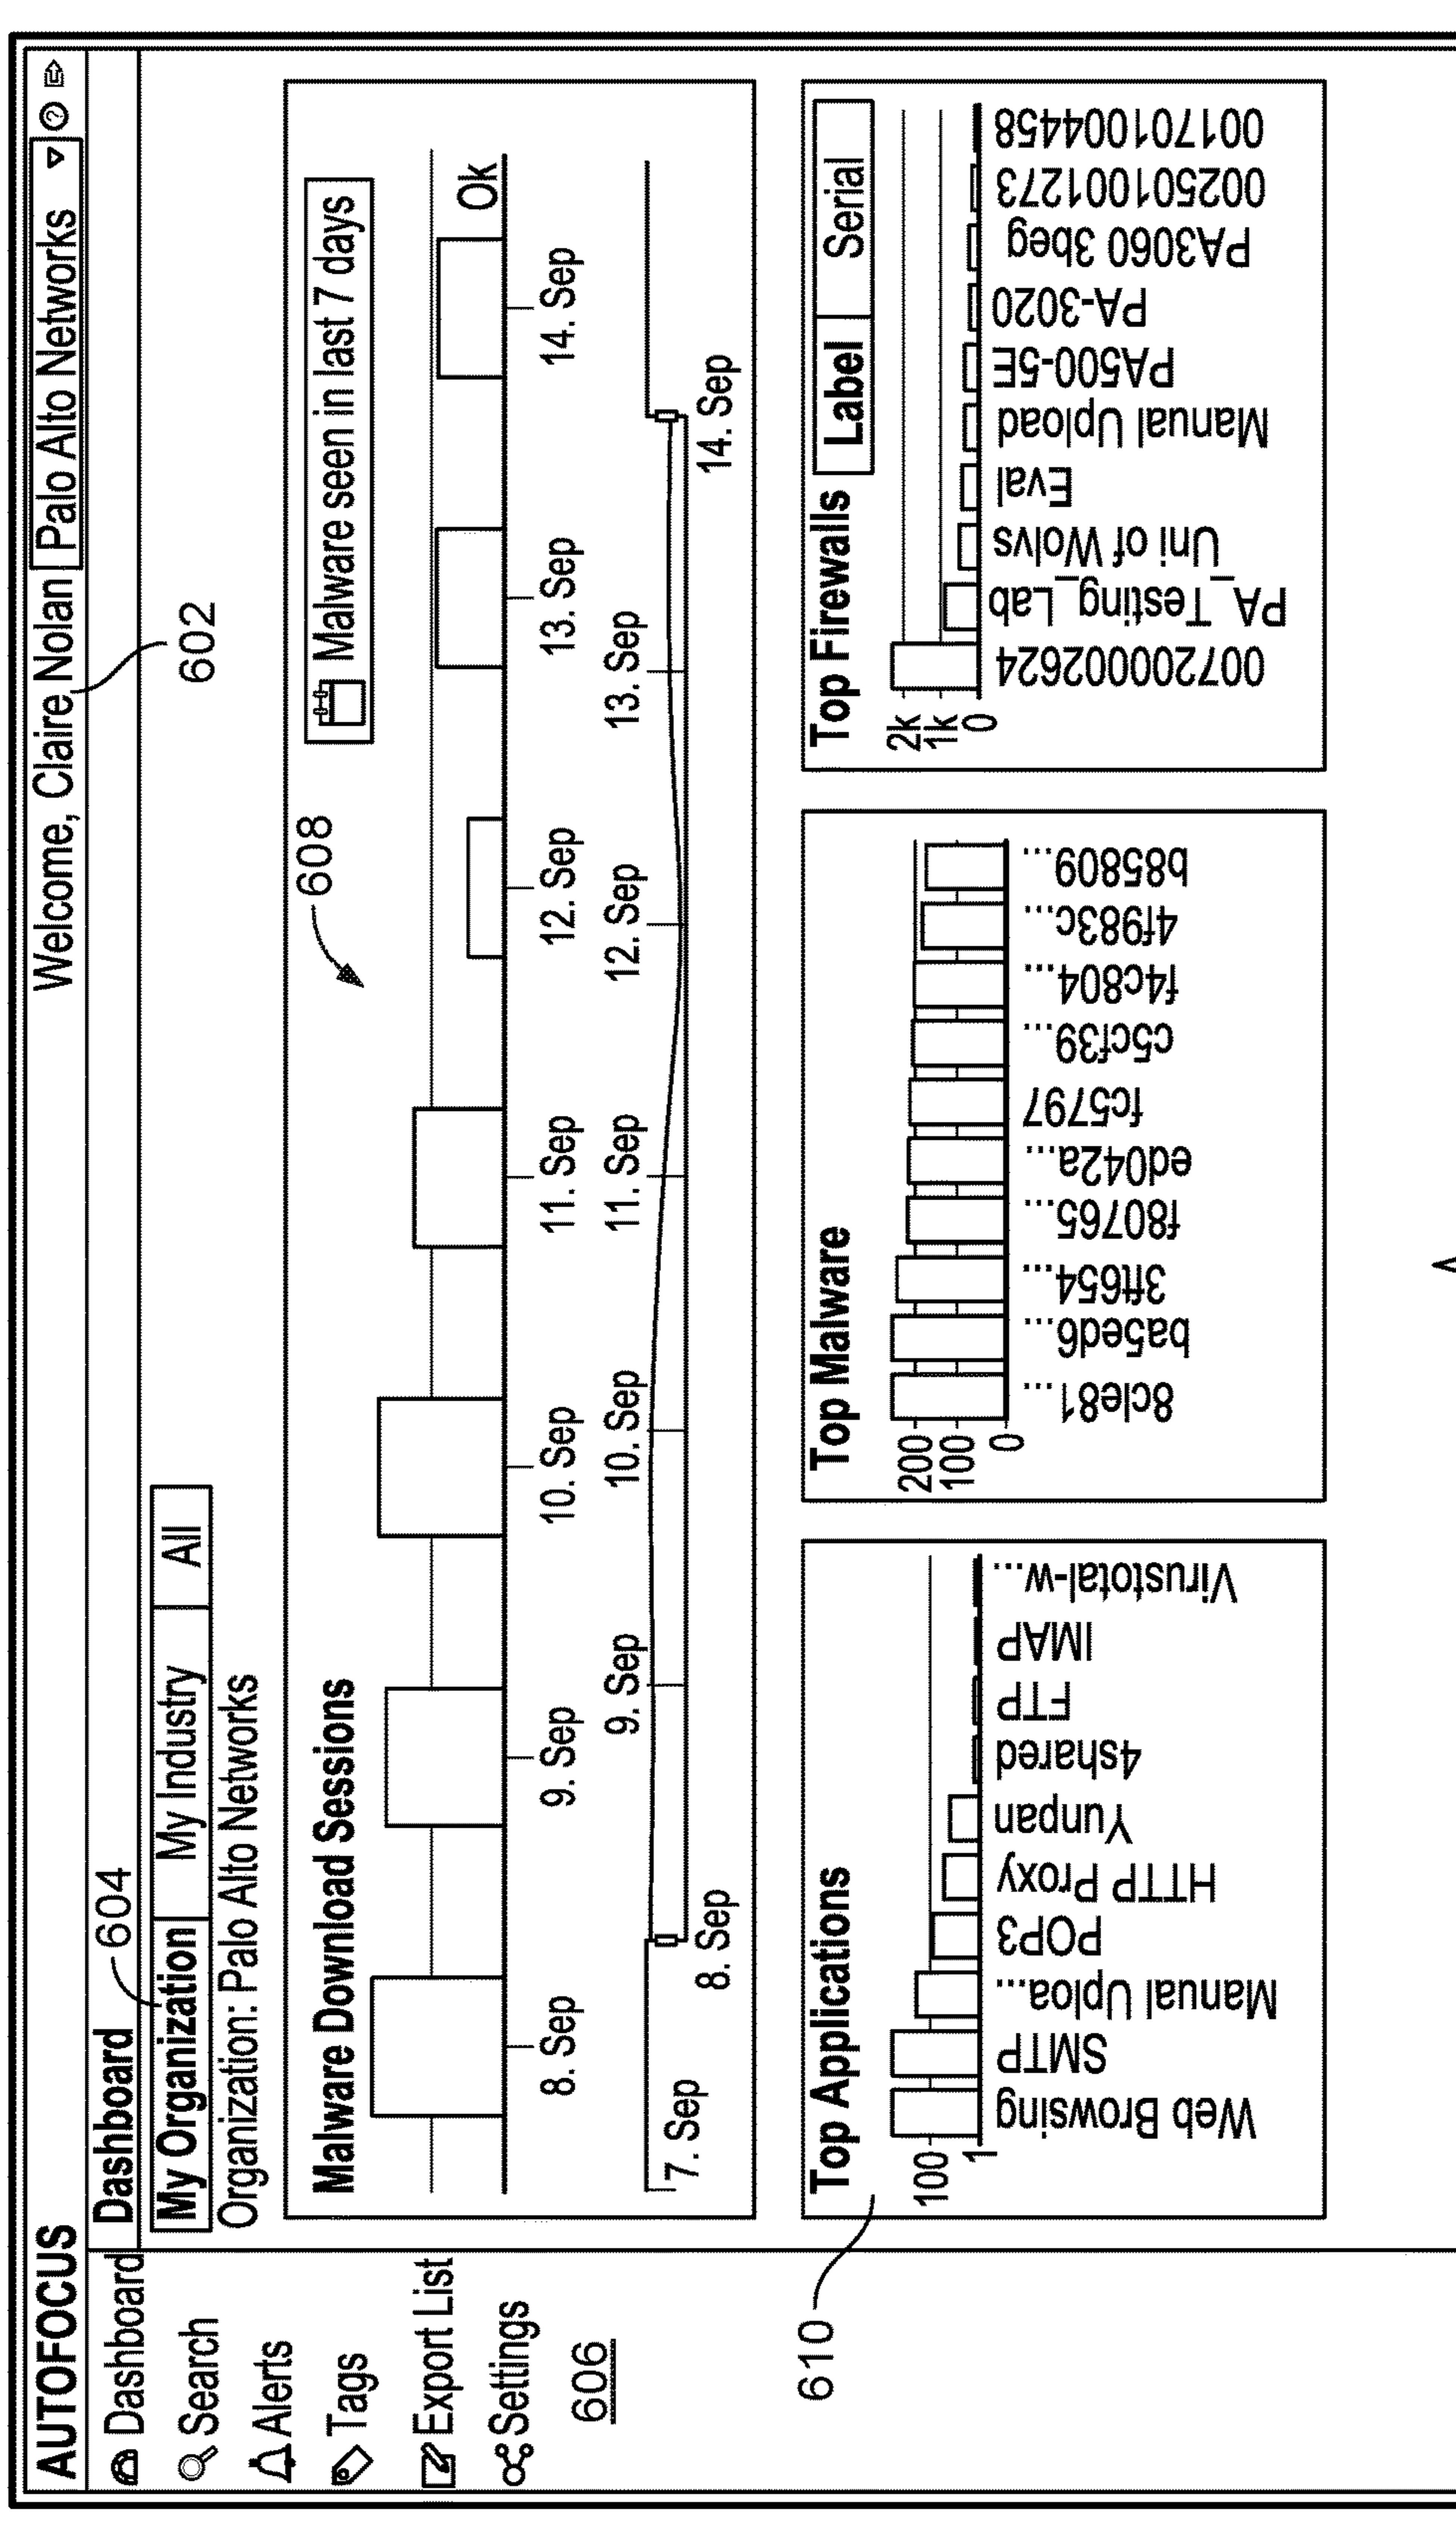 AUTOFOCUS
Welcome, Claire Nolan
Palo Alto Networks
602
Dashboard
Search
Alerts
Tags
Export List
Settings
606
Dashboard
604
My Organization
My Industry
All
Organization: Palo Alto Networks
Malware Download Sessions
608
Malware seen in last 7 days
Ok
8. Sep
9. Sep
10. Sep
11. Sep
12. Sep
13. Sep
14. Sep
9. Sep
10. Sep
11. Sep
12. Sep
13. Sep
7. Sep
8. Sep
14. Sep
610
Top Applications
100
1
Web Browsing
SMTP
Manual Uploa...
POP3
HTTP Proxy
Yunpan
4shared
FTP
IMAP
Virustotal-w...
Top Malware
200
100
0
8cle81...
ba5ed6...
3ft654...
f80765...
ed042a...
fc5797
c5cf39...
f4c804...
4f983c...
b85809...
Top Firewalls
Label
Serial
2k
1k
0
007200002624
PA_Testing_Lab
Uni of Wolvs
Eval
Manual Upload
PA500-5E
PA-3020
PA3060 3beg
002501001273
001701004458